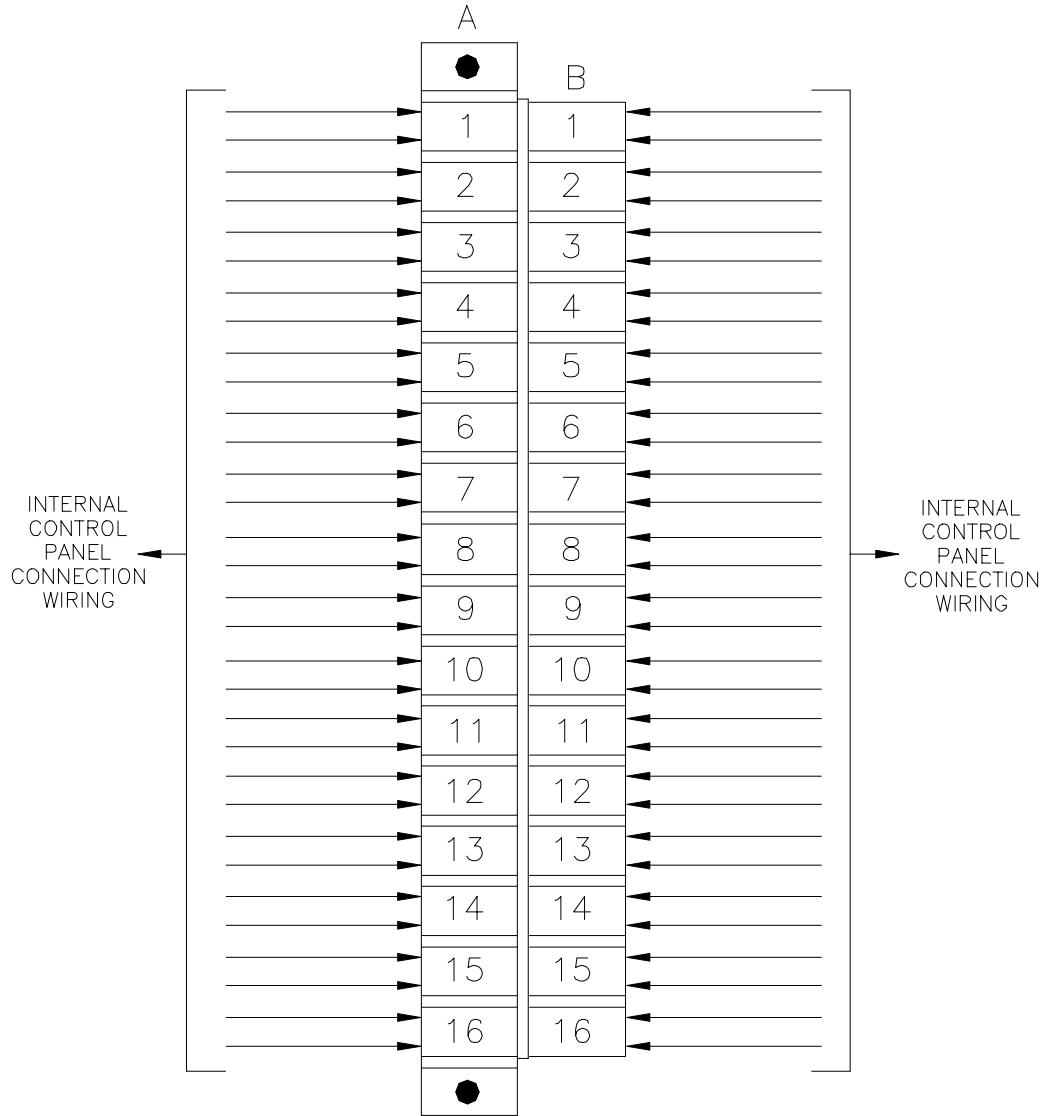 A
B
1 1
2 2
3 3
4 4
5 5
6 6
7 7
8 8
9 9
10 10
11 11
12 12
13 13
14 14
15 15
16 16
INTERNAL
CONTROL
PANEL
CONNECTION
WIRING
INTERNAL
CONTROL
PANEL
CONNECTION
WIRING